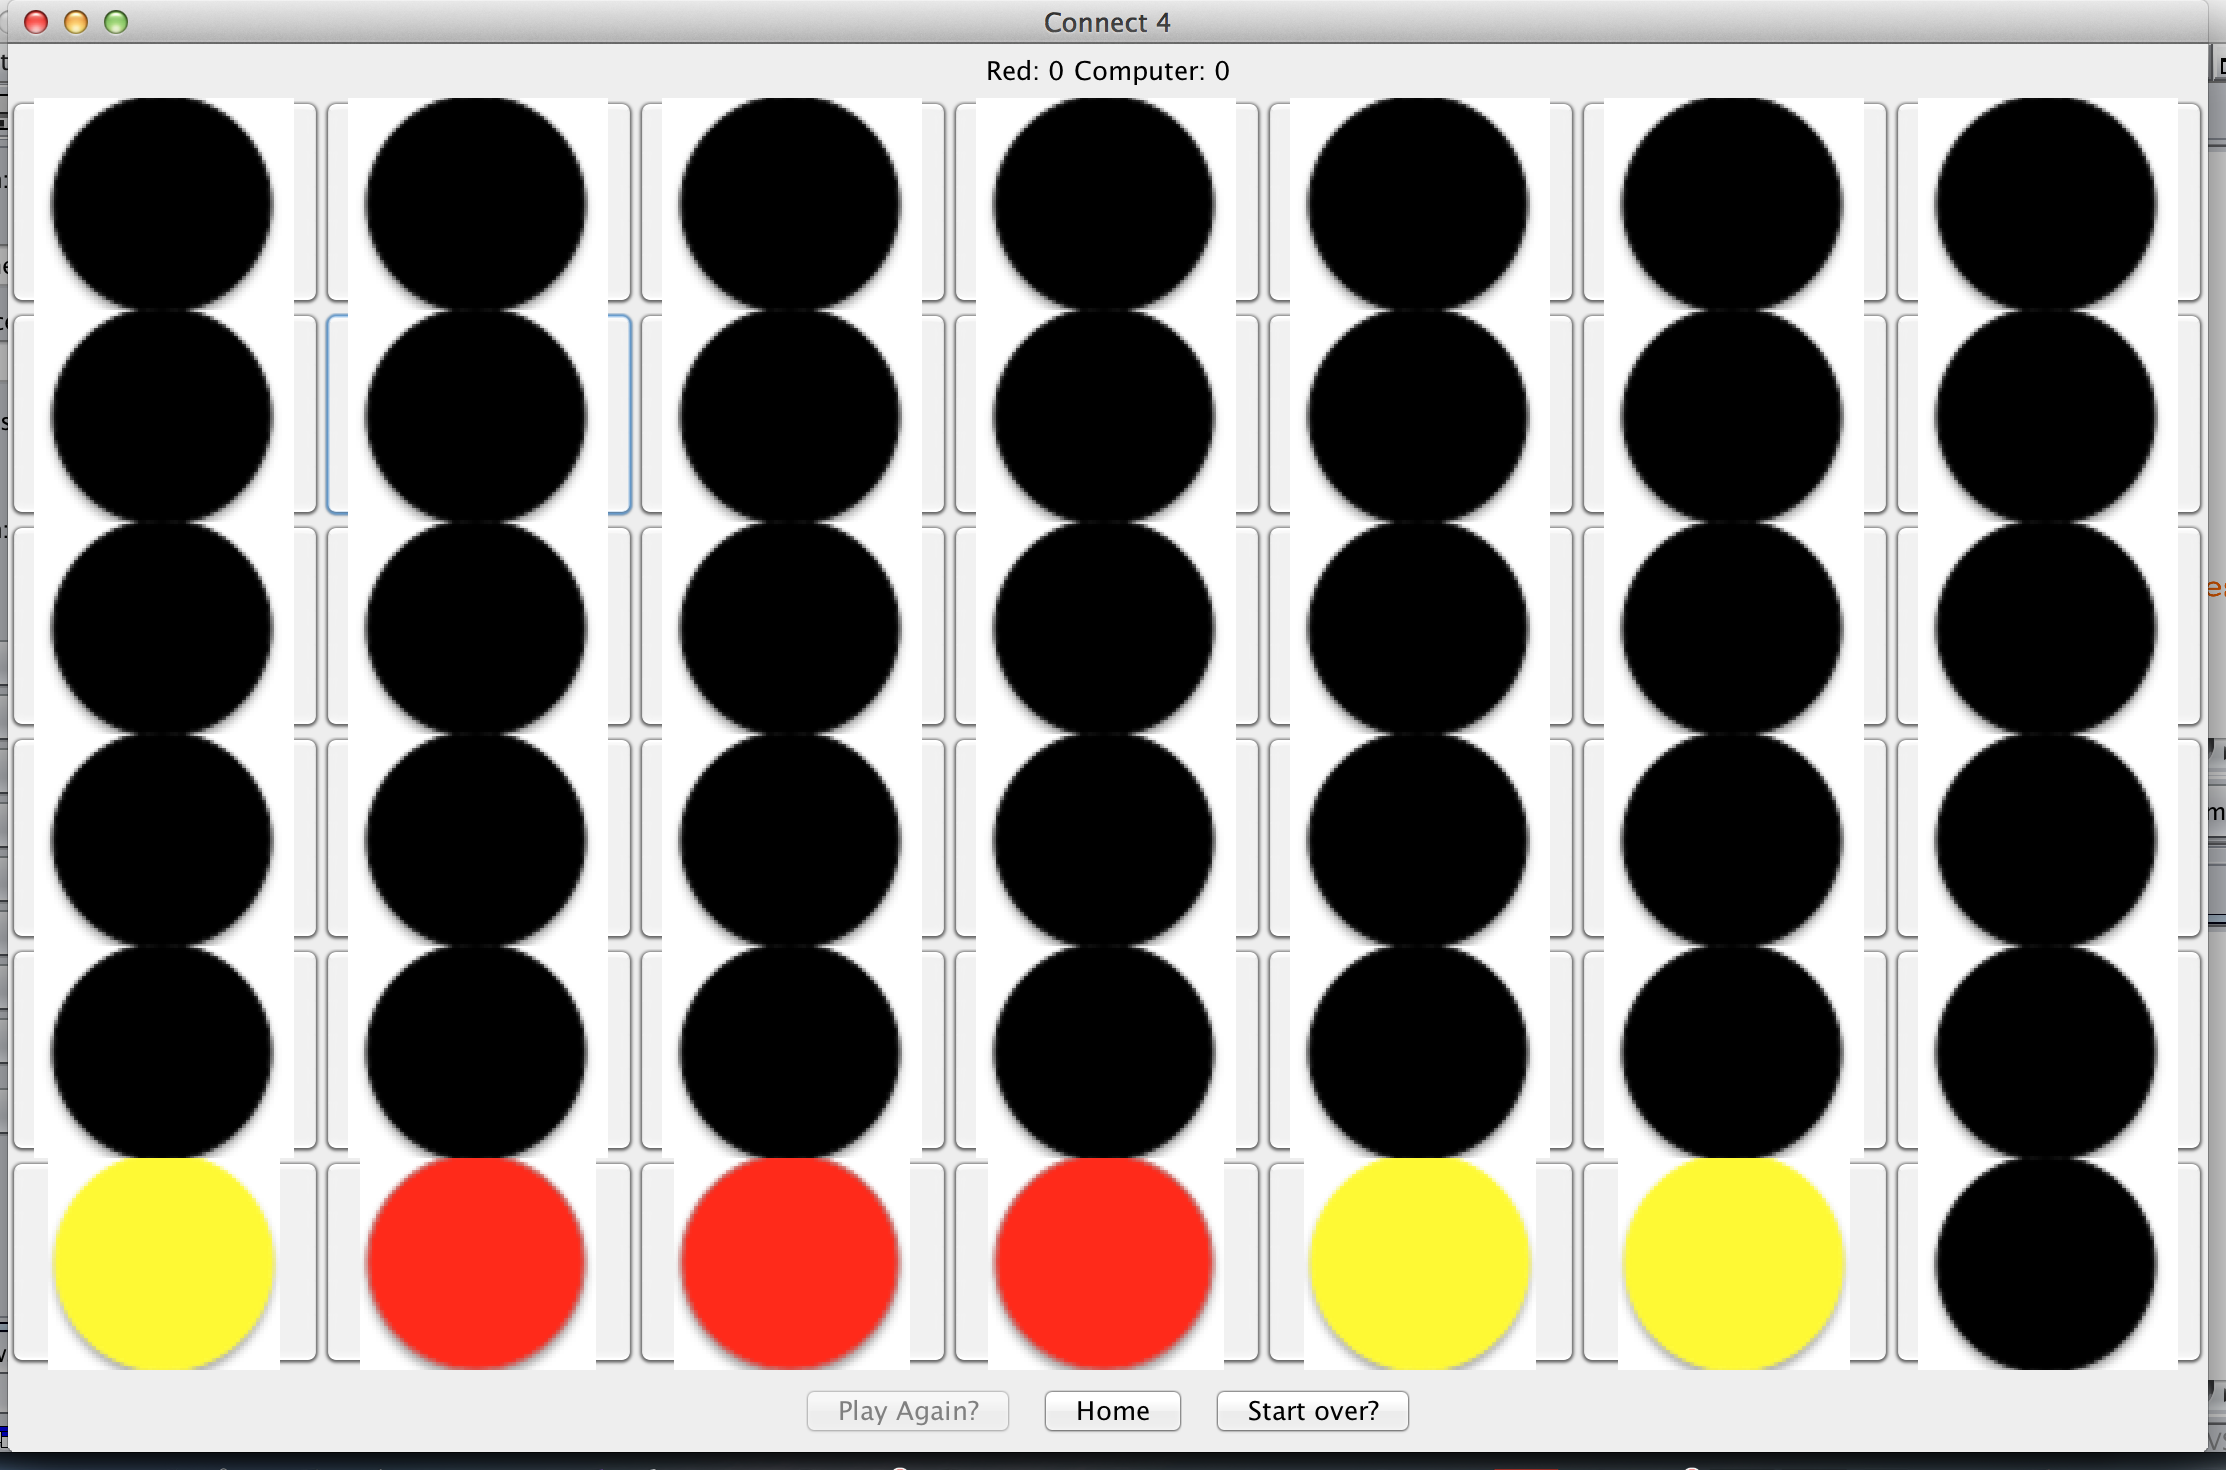 Connect 4
Red: 0 Computer: 0
Play Again?
Home
Start over?